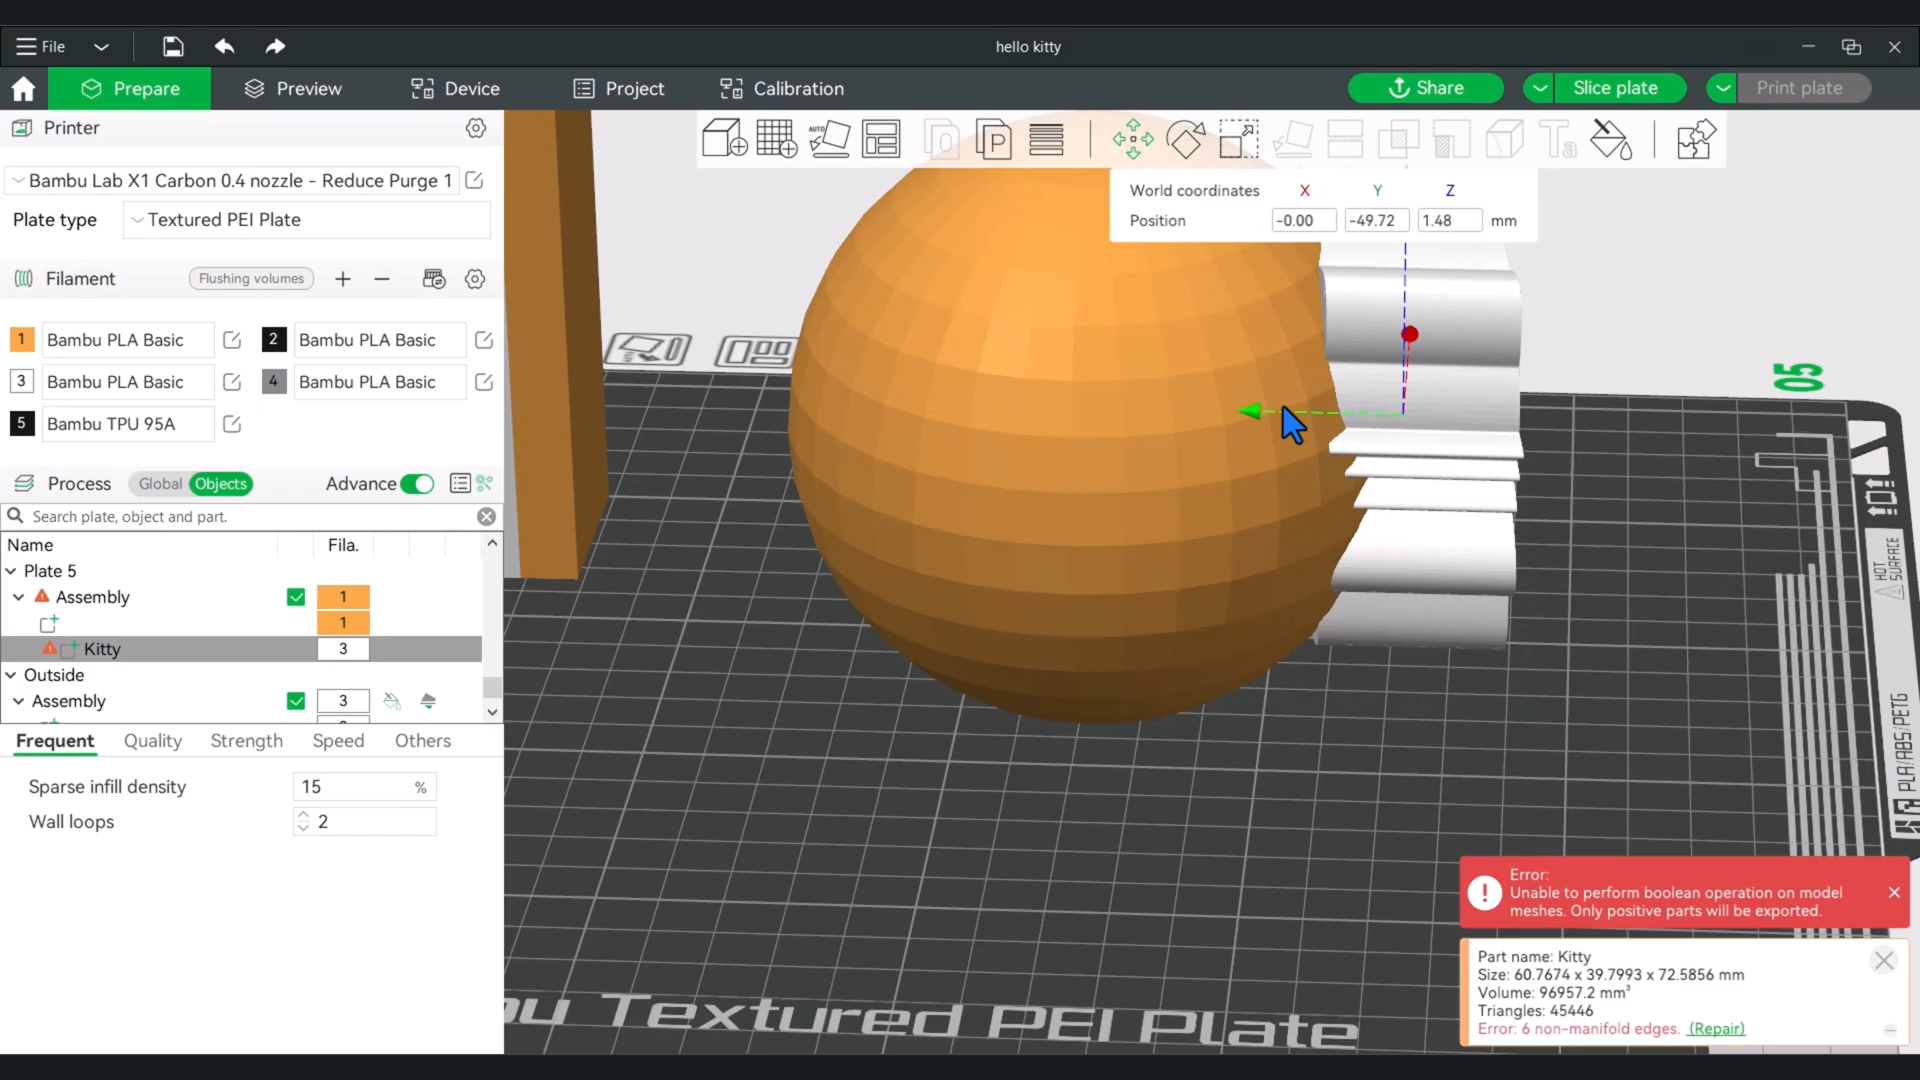 File
hello kitty
Prepare
Preview
Device
Project
Calibration
Share
Slice plate
Print plate
Printer
Bambu Lab X1 Carbon 0.4 nozzle - Reduce Purge 1
Plate type
Textured PEI Plate
Filament
Flushing volumes
1 Bambu PLA Basic
2 Bambu PLA Basic
3 Bambu PLA Basic
4 Bambu PLA Basic
5 Bambu TPU 95A
Process
Global Objects
Advance
Search plate, object and part.
Name
Fila.
Plate 5
Assembly
1
1
Kitty
3
Outside
Assembly
3
Frequent
Quality
Strength
Speed
Others
Sparse infill density
15
%
Wall loops
2
AUTO
World coordinates X Y Z
Position -0.00 -49.72 1.48 mm
05
HOT
SURFACE
PLA/ABS/PETG
Textured PEI Plate
Error:
Unable to perform boolean operation on model
meshes. Only positive parts will be exported.
Part name: Kitty
Size: 60.7674 x 39.7993 x 72.5856 mm
Volume: 96957.2 mm³
Triangles: 45446
Error: 6 non-manifold edges. (Repair)